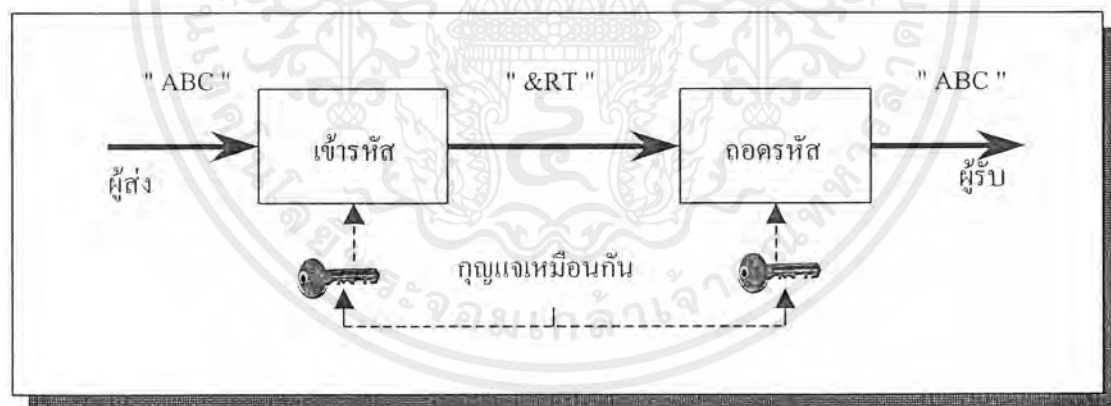 " ABC "
" &RT "
" ABC "
เข้ารหัส
ถอดรหัส
ผู้ส่ง
ผู้รับ
กุญแจเหมือนกัน